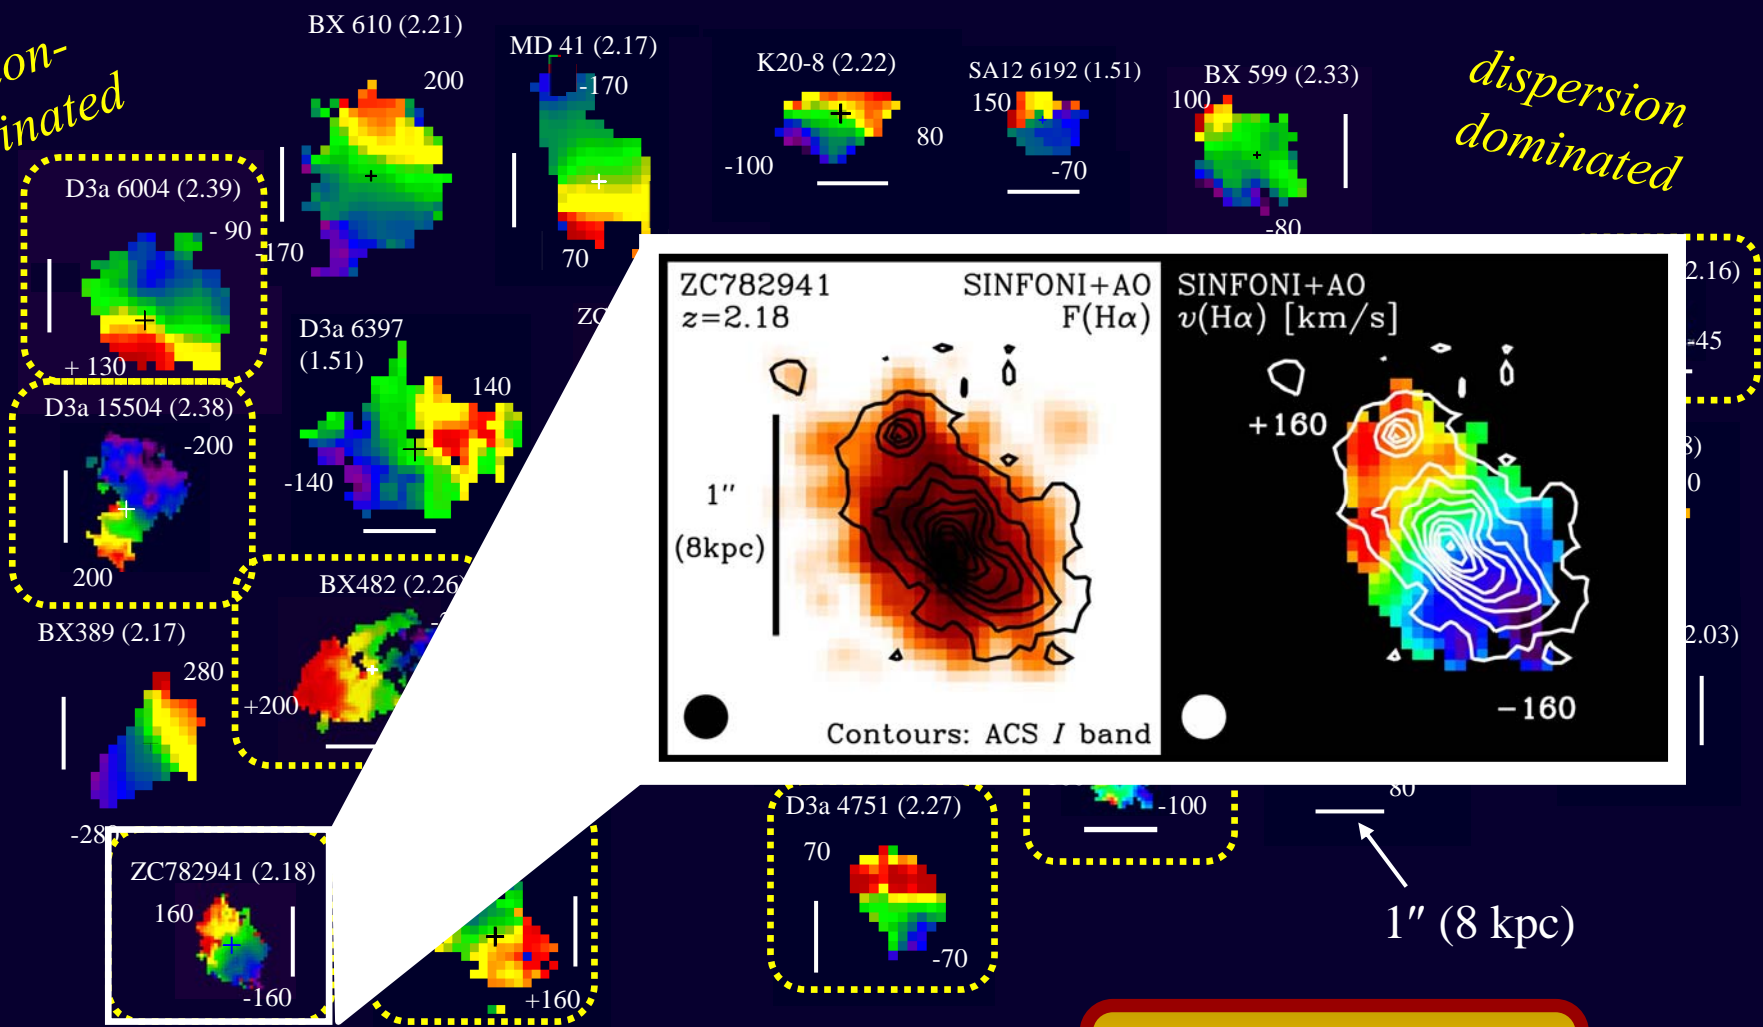 on-
inated
BX 610 (2.21)
200
-170
MD 41 (2.17)
-170
70
K20-8 (2.22)
80
-100
SA12 6192 (1.51)
150
-70
BX 599 (2.33)
100
-80
dispersion
dominated
D3a 6004 (2.39)
- 90
+ 130
D3a 15504 (2.38)
-200
200
D3a 6397
(1.51)
140
-140
ZC
BX482 (2.26)
+200
BX389 (2.17)
280
-280
ZC782941 (2.18)
160
-160
+160
ZC782941
z=2.18
SINFONI+AO
F(Hα)
1″
(8kpc)
Contours: ACS I band
SINFONI+AO
v(Hα) [km/s]
+160
-160
2.16)
-45
0
2.03)
D3a 4751 (2.27)
70
-70
-100
80
1″ (8 kpc)